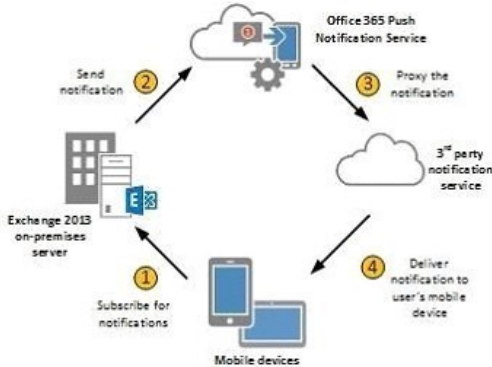 Office 365 Push
Notification Service
Send
notification
2
3
Proxy the
notification
3rd party
notification
service
E
Exchange 2013
on-premises
server
1
Subscribe for
notifications
4
Deliver
notification to
user's mobile
device
Mobile devices